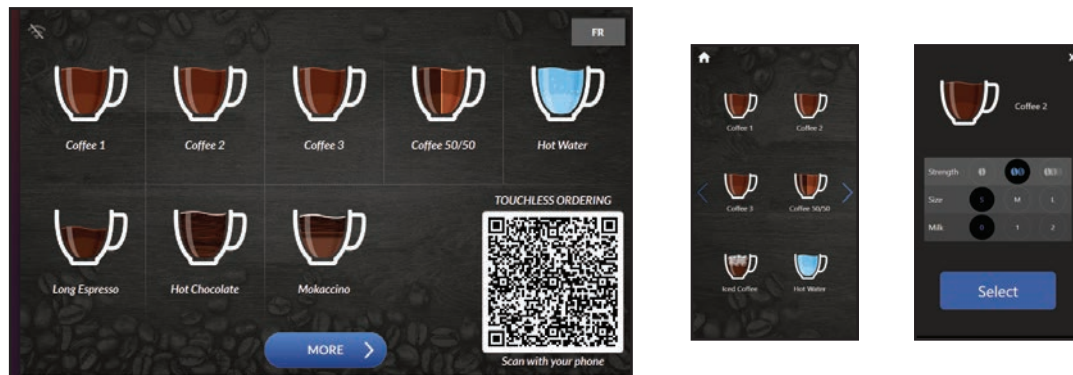 FR
Coffee 1
Coffee 2
Coffee 3
Coffee 50/50
Hot Water
TOUCHLESS ORDERING
Long Espresso
Hot Chocolate
Mokaccino
MORE
Scan with your phone
Coffee 1
Coffee 2
Coffee 3
Coffee 50/50
Iced Coffee
Hot Water
Coffee 2
Strength
Size S M L
Milk 0 1 2
Select